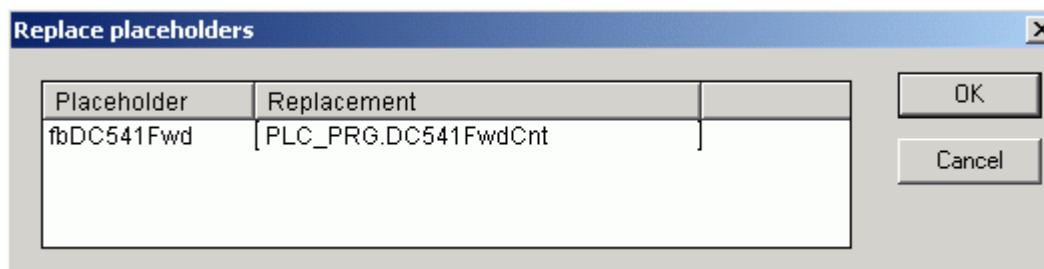 Replace placeholders
Placeholder Replacement
OK
fbDC541Fwd [ PLC_PRG.DC541FwdCnt ]
Cancel